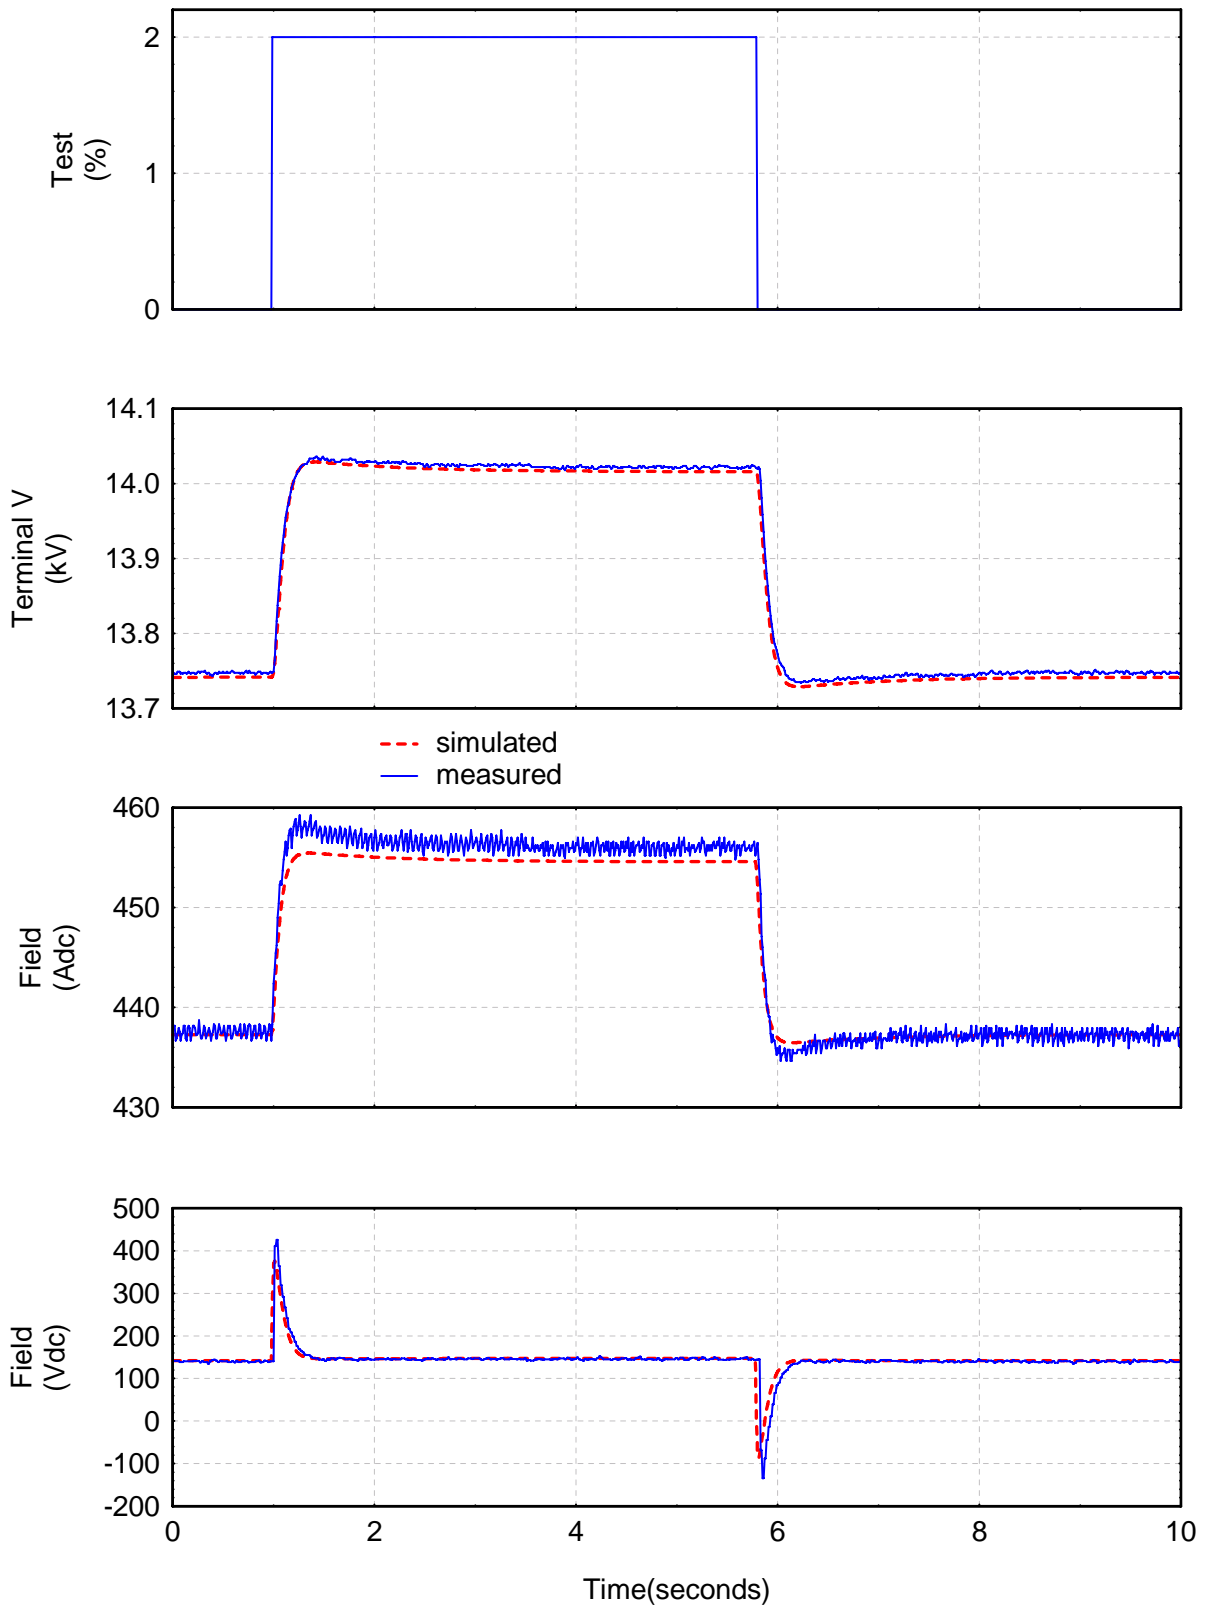 2
1
0
Test
(%)
14.1
14.0
13.9
13.8
13.7
Terminal V
(kV)
simulated
measured
460
450
440
430
Field
(Adc)
500
400
300
200
100
0
-100
-200
Field
(Vdc)
0 2 4 6 8 10
Time(seconds)